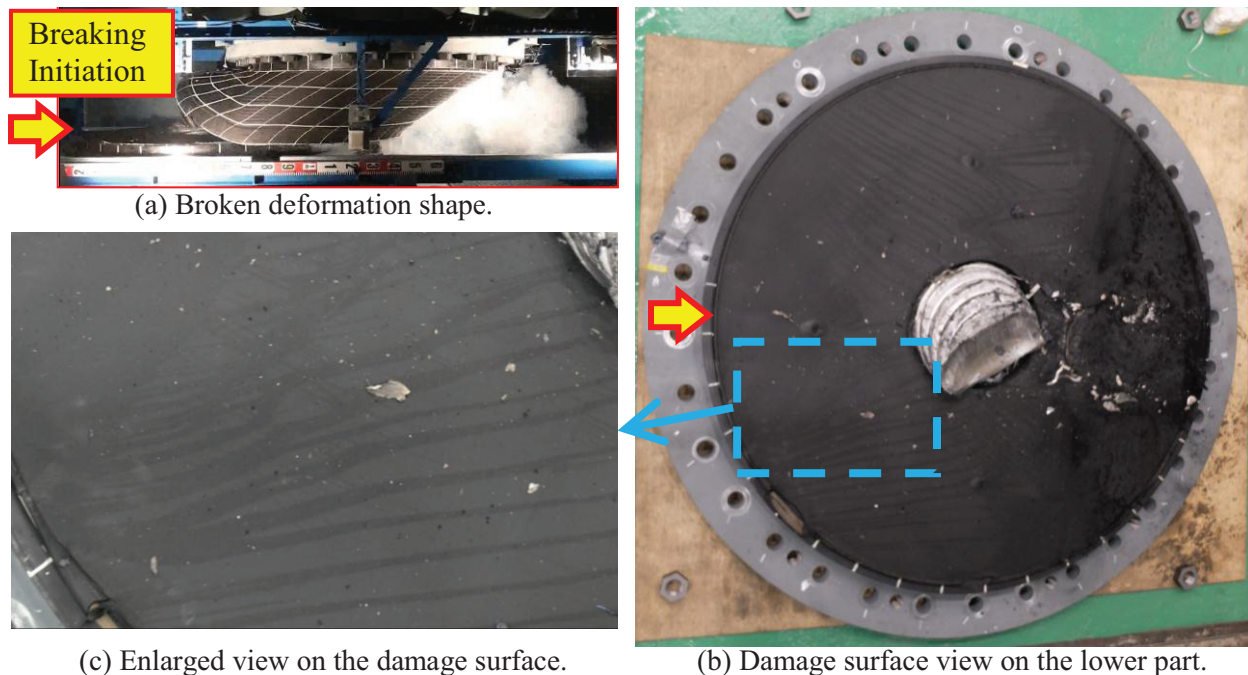 Breaking
Initiation
(a) Broken deformation shape.
(c) Enlarged view on the damage surface.
(b) Damage surface view on the lower part.